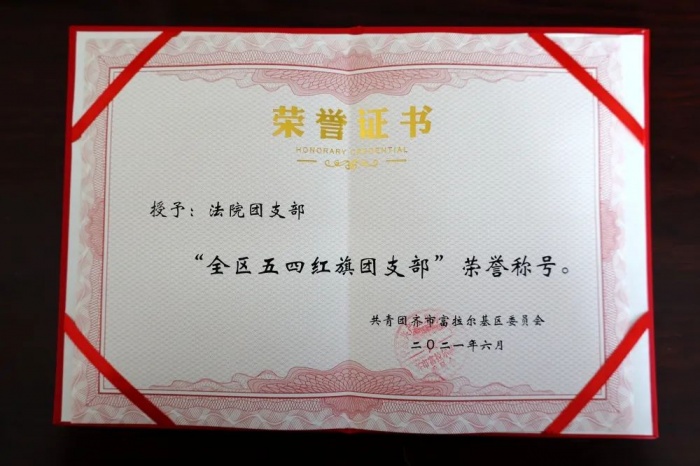 荣誉证书
HONORARY CREDENTIAL
授予：法院团支部
“全区五四红旗团支部”荣誉称号。
共青团齐市富拉尔基区委员会
二〇二一年六月